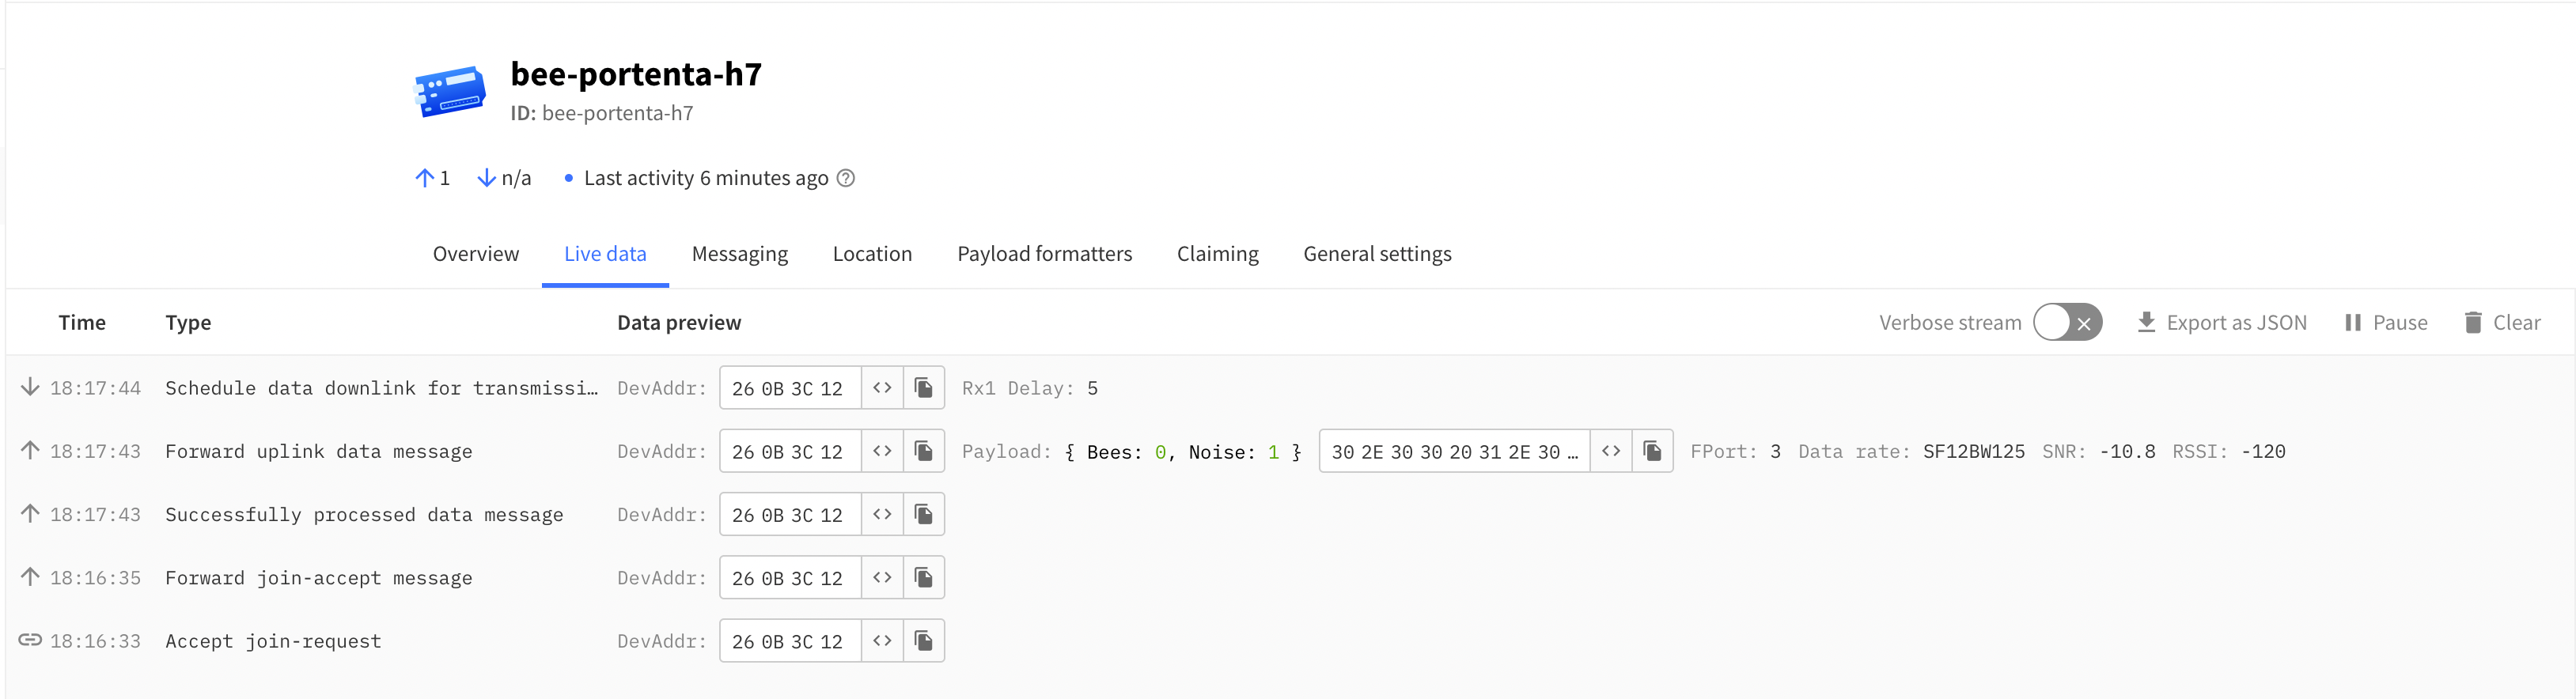 bee-portenta-h7
ID: bee-portenta-h7
1 n/a Last activity 6 minutes ago
Overview Live data Messaging Location Payload formatters Claiming General settings
Time Type Data preview Verbose stream Export as JSON Pause Clear
18:17:44 Schedule data downlink for transmissi… DevAddr: 26 0B 3C 12 <> Rx1 Delay: 5
18:17:43 Forward uplink data message DevAddr: 26 0B 3C 12 <> Payload: { Bees: 0, Noise: 1 } 30 2E 30 30 20 31 2E 30 … <> FPort: 3 Data rate: SF12BW125 SNR: -10.8 RSSI: -120
18:17:43 Successfully processed data message DevAddr: 26 0B 3C 12 <>
18:16:35 Forward join-accept message DevAddr: 26 0B 3C 12 <>
18:16:33 Accept join-request DevAddr: 26 0B 3C 12 <>